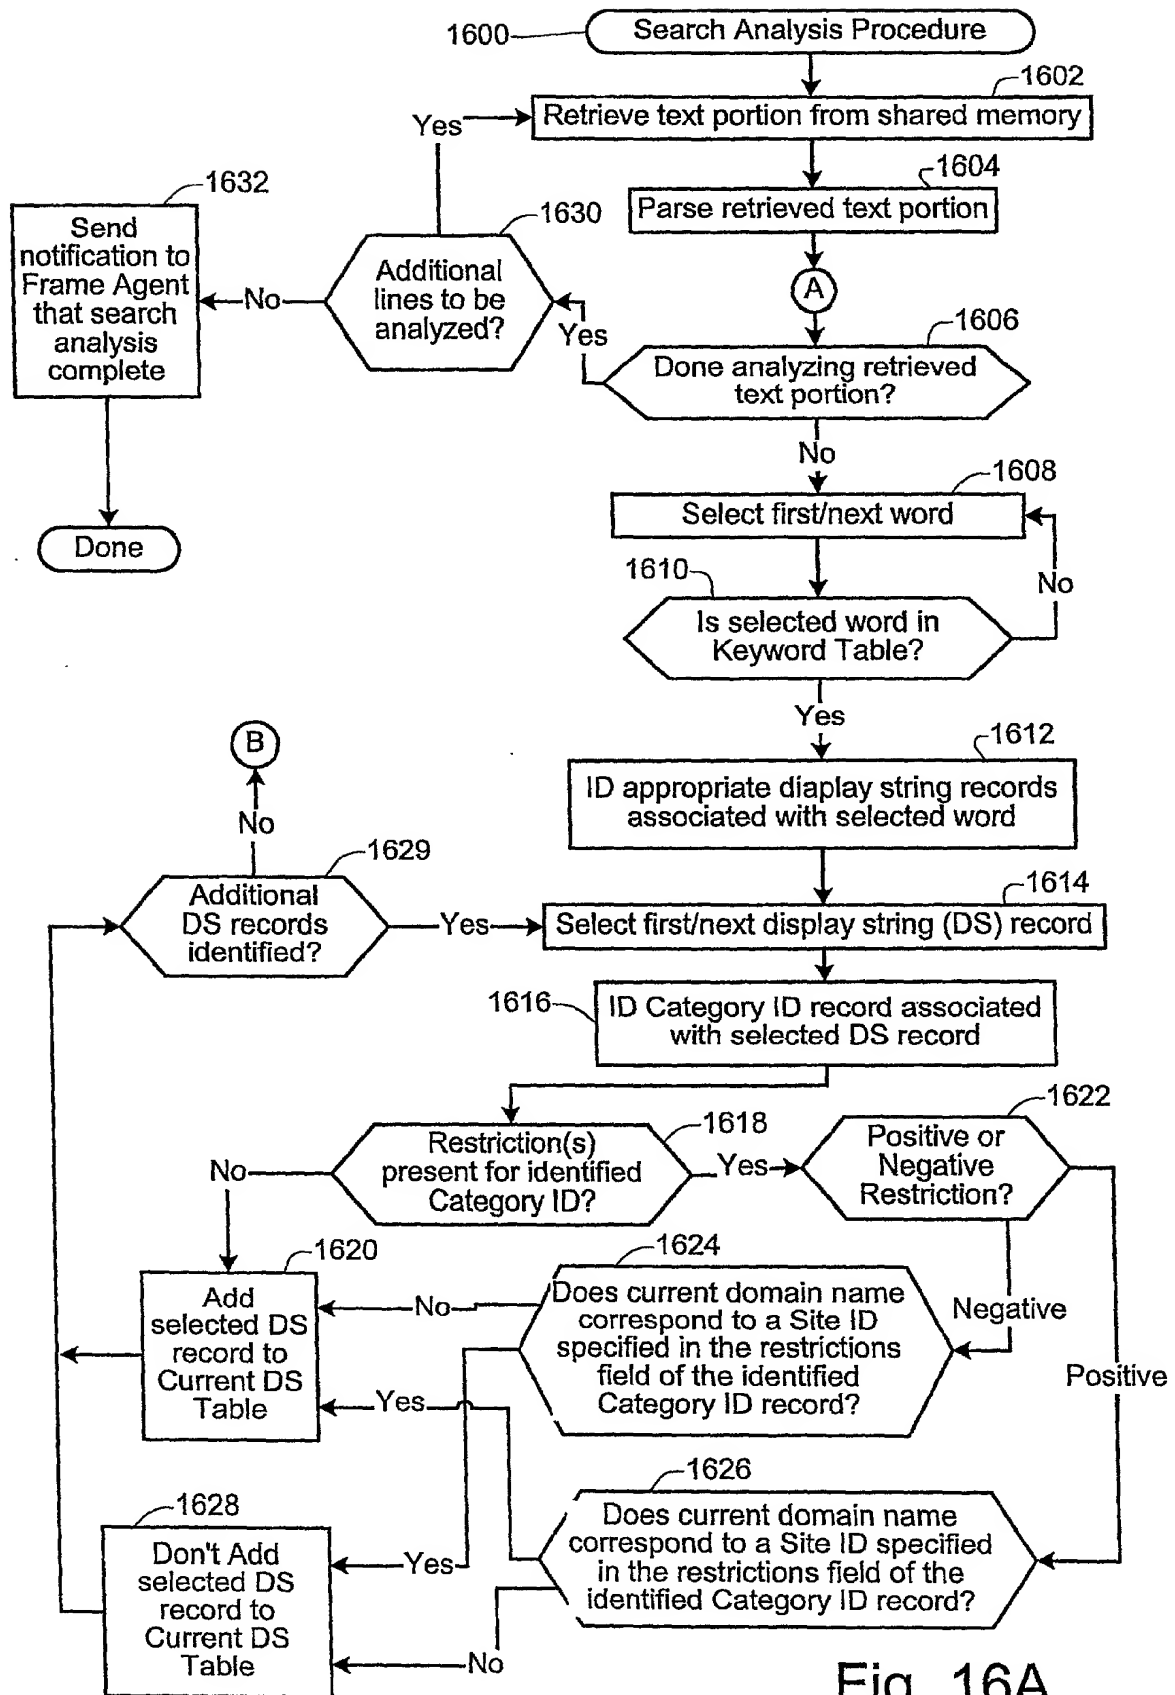 1600
Search Analysis Procedure
1602
Retrieve text portion from shared memory
Yes
1604
Parse retrieved text portion
1632
Send
notification to
Frame Agent
that search
analysis
complete
No
1630
Additional
lines to be
analyzed?
Yes
A
1606
Done analyzing retrieved
text portion?
No
1608
Select first/next word
Done
1610
No
Is selected word in
Keyword Table?
Yes
B
1612
ID appropriate diaplay string records
associated with selected word
No
1629
Additional
DS records
identified?
Yes
1614
Select first/next display string (DS) record
1616
ID Category ID record associated
with selected DS record
1618
Restriction(s)
present for identified
Category ID?
No
Yes
1622
Positive or
Negative
Restriction?
1620
Add
selected DS
record to
Current DS
Table
1624
Does current domain name
correspond to a Site ID
specified in the restrictions
field of the identified
Category ID record?
No
Negative
Positive
Yes
1626
Does current domain name
correspond to a Site ID specified
in the restrictions field of the
identified Category ID record?
1628
Don't Add
selected DS
record to
Current DS
Table
Yes
No
Fig. 16A